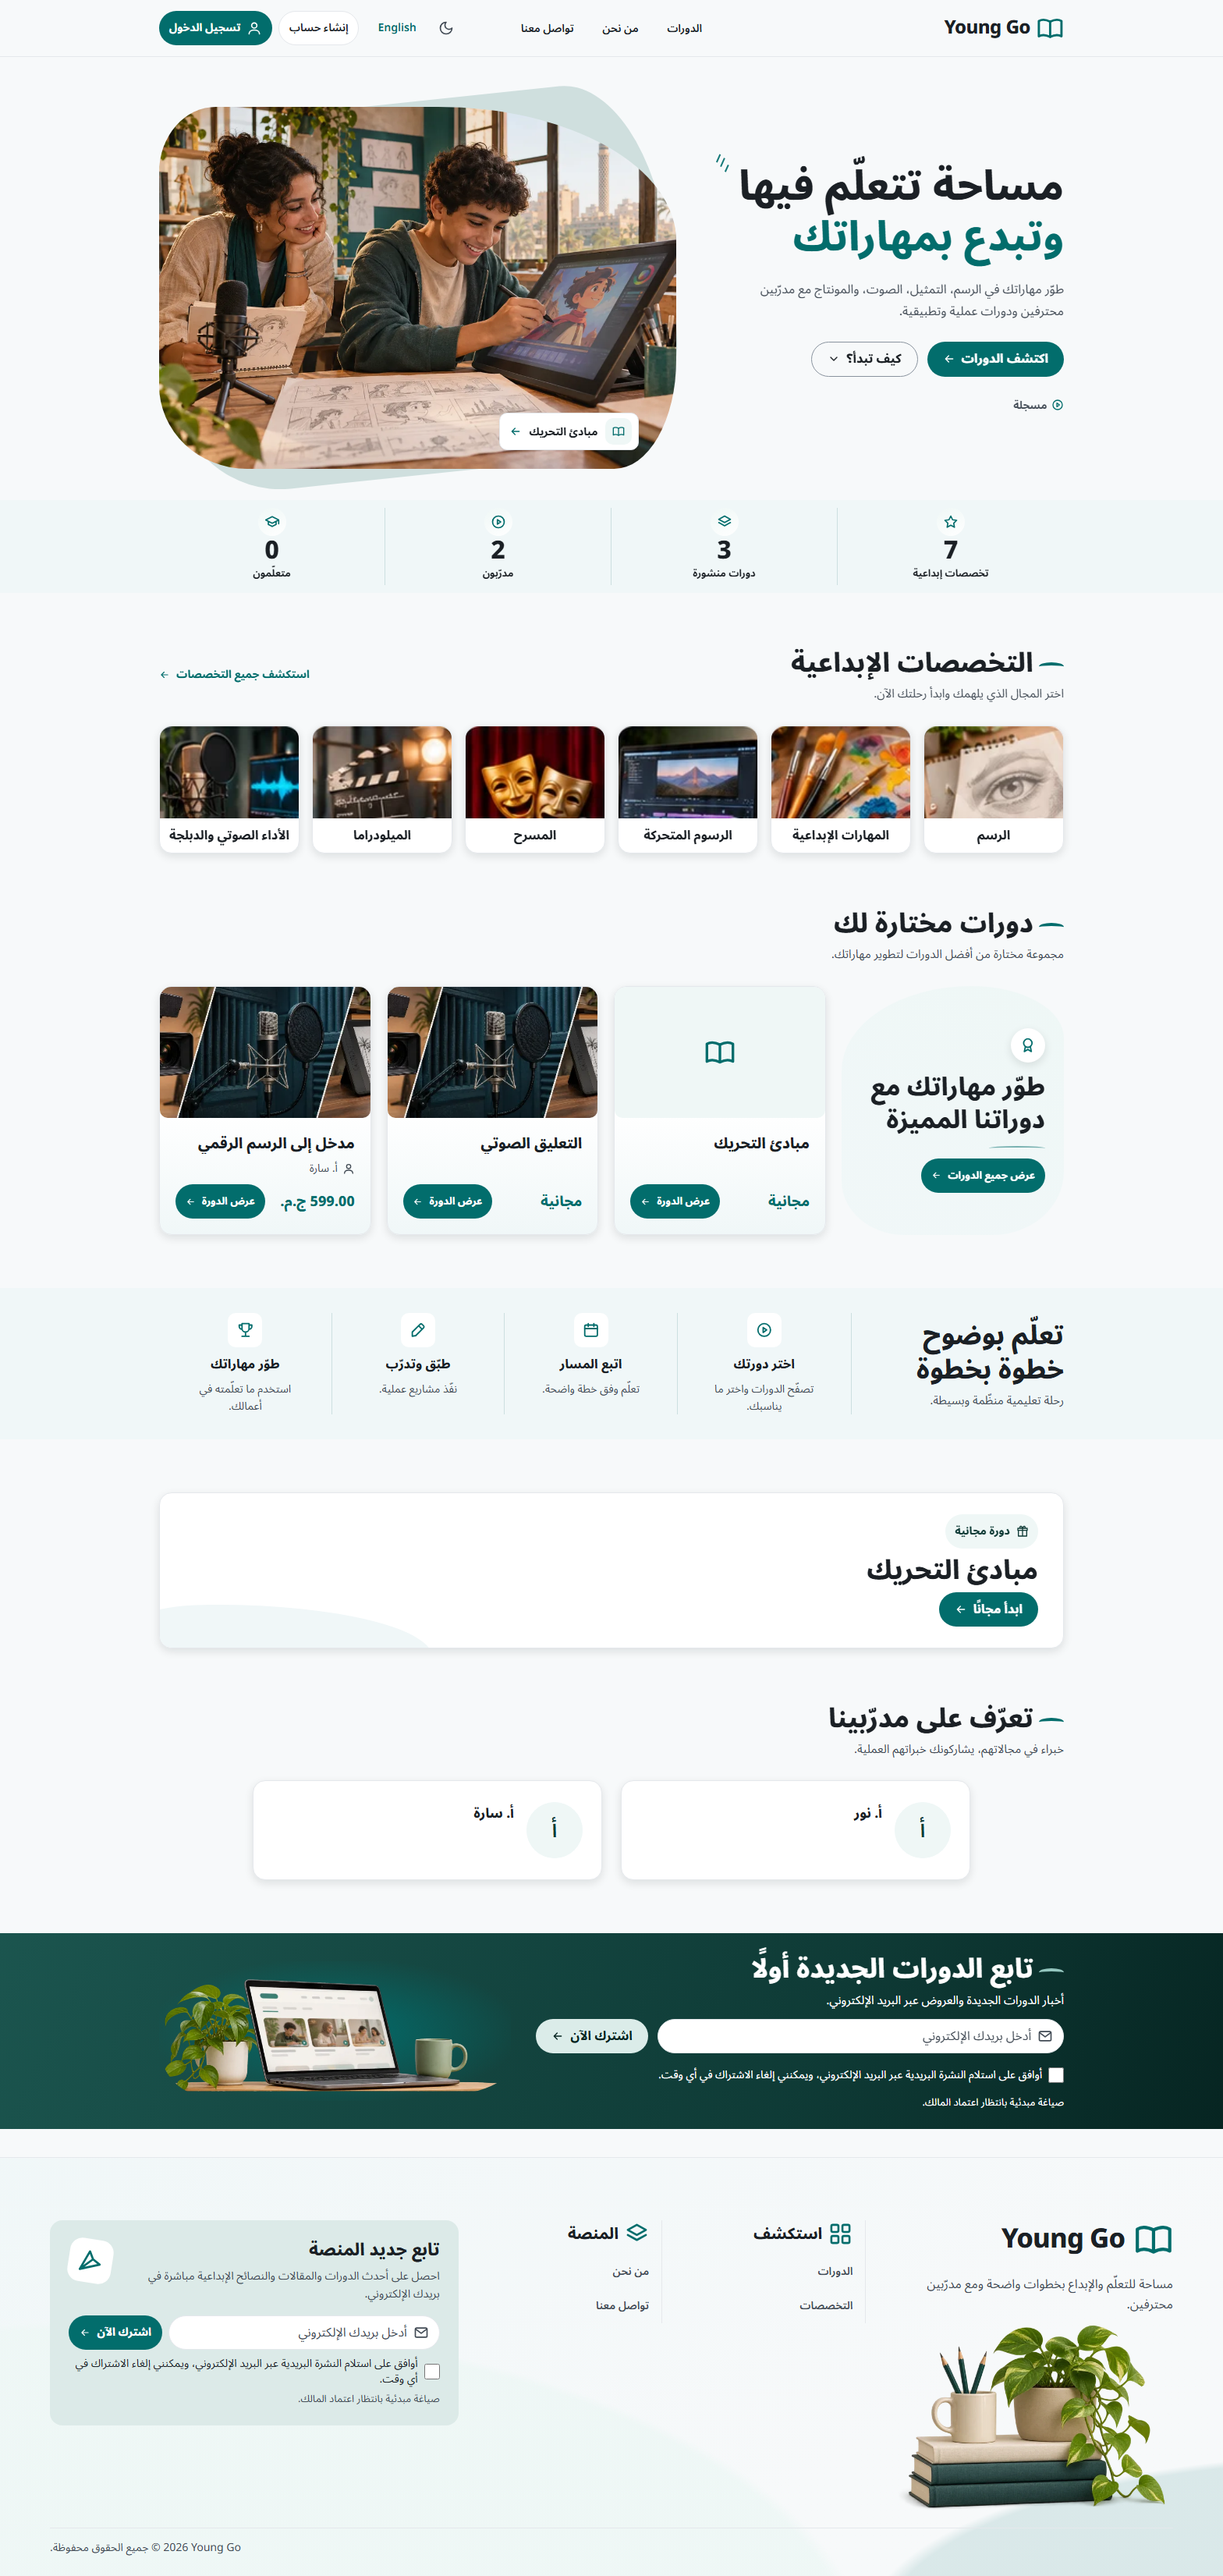 Young Go
الدورات
من نحن
تواصل معنا
English
إنشاء حساب
تسجيل الدخول
مساحة تتعلّم فيها
وتبدع بمهاراتك
طوّر مهاراتك في الرسم، التمثيل، الصوت، والمونتاج مع مدرّبين
محترفين ودورات عملية وتطبيقية.
اكتشف الدورات
كيف تبدأ؟
مسجلة
مبادئ التحريك
7
تخصصات إبداعية
3
دورات منشورة
2
مدرّبون
0
متعلّمون
التخصصات الإبداعية
اختر المجال الذي يلهمك وابدأ رحلتك الآن.
استكشف جميع التخصصات
الرسم
المهارات الإبداعية
الرسوم المتحركة
المسرح
الميلودراما
الأداء الصوتي والدبلجة
دورات مختارة لك
مجموعة مختارة من أفضل الدورات لتطوير مهاراتك.
طوّر مهاراتك مع
دوراتنا المميزة
عرض جميع الدورات
مبادئ التحريك
مجانية
عرض الدورة
التعليق الصوتي
مجانية
عرض الدورة
مدخل إلى الرسم الرقمي
أ. سارة
599.00 ج.م.
عرض الدورة
تعلّم بوضوح
خطوة بخطوة
رحلة تعليمية منظّمة وبسيطة.
اختر دورتك
تصفّح الدورات واختر ما
يناسبك.
اتبع المسار
تعلّم وفق خطة واضحة.
طبّق وتدرّب
نفّذ مشاريع عملية.
طوّر مهاراتك
استخدم ما تعلّمته في
أعمالك.
دورة مجانية
مبادئ التحريك
ابدأ مجانًا
تعرّف على مدرّبينا
خبراء في مجالاتهم، يشاركونك خبراتهم العملية.
أ
أ. نور
أ
أ. سارة
تابع الدورات الجديدة أولًا
أخبار الدورات الجديدة والعروض عبر البريد الإلكتروني.
أدخل بريدك الإلكتروني
اشترك الآن
أوافق على استلام النشرة البريدية عبر البريد الإلكتروني، ويمكنني إلغاء الاشتراك في أي وقت.
صياغة مبدئية بانتظار اعتماد المالك.
Young Go
مساحة للتعلّم والإبداع بخطوات واضحة ومع مدرّبين
محترفين.
استكشف
الدورات
التخصصات
المنصة
من نحن
تواصل معنا
تابع جديد المنصة
احصل على أحدث الدورات والمقالات والنصائح الإبداعية مباشرة في
بريدك الإلكتروني.
أدخل بريدك الإلكتروني
اشترك الآن
أوافق على استلام النشرة البريدية عبر البريد الإلكتروني، ويمكنني إلغاء الاشتراك في
أي وقت.
صياغة مبدئية بانتظار اعتماد المالك.
Young Go 2026 © جميع الحقوق محفوظة.